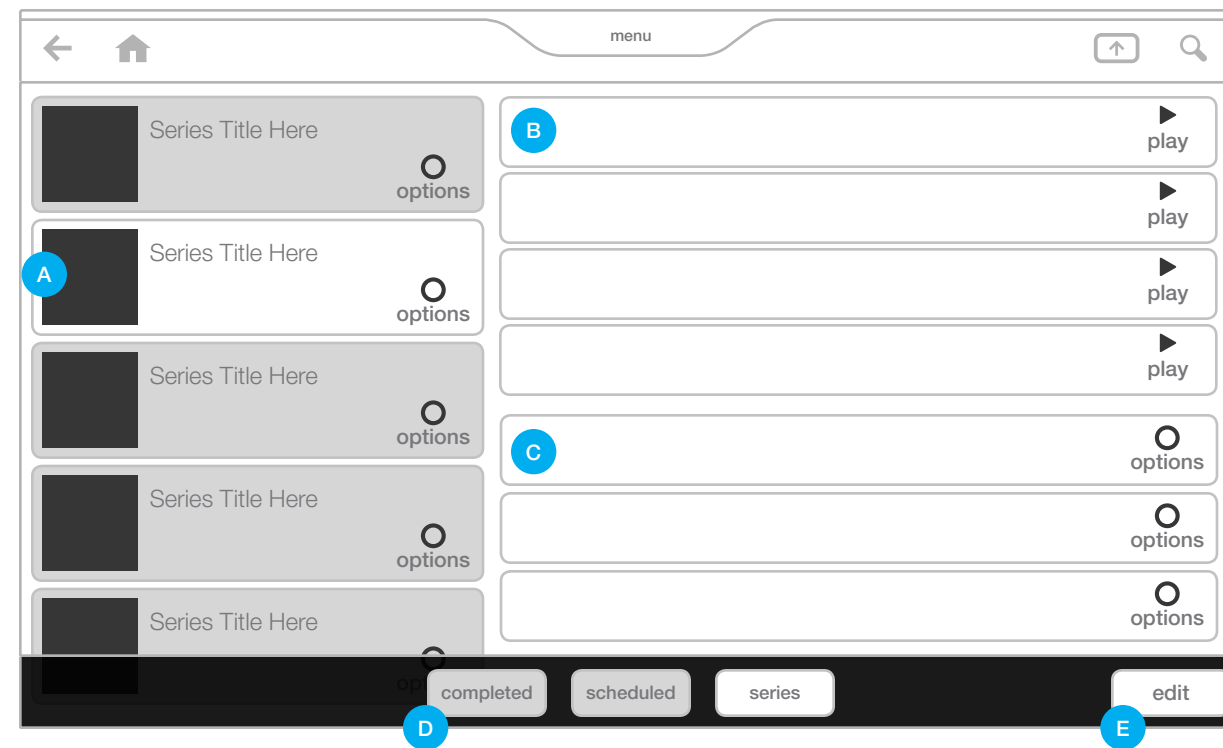 menu
Series Title Here
options
A
Series Title Here
options
Series Title Here
options
Series Title Here
options
Series Title Here
B
play
play
play
play
C
options
options
options
completed
scheduled
series
edit
D
E